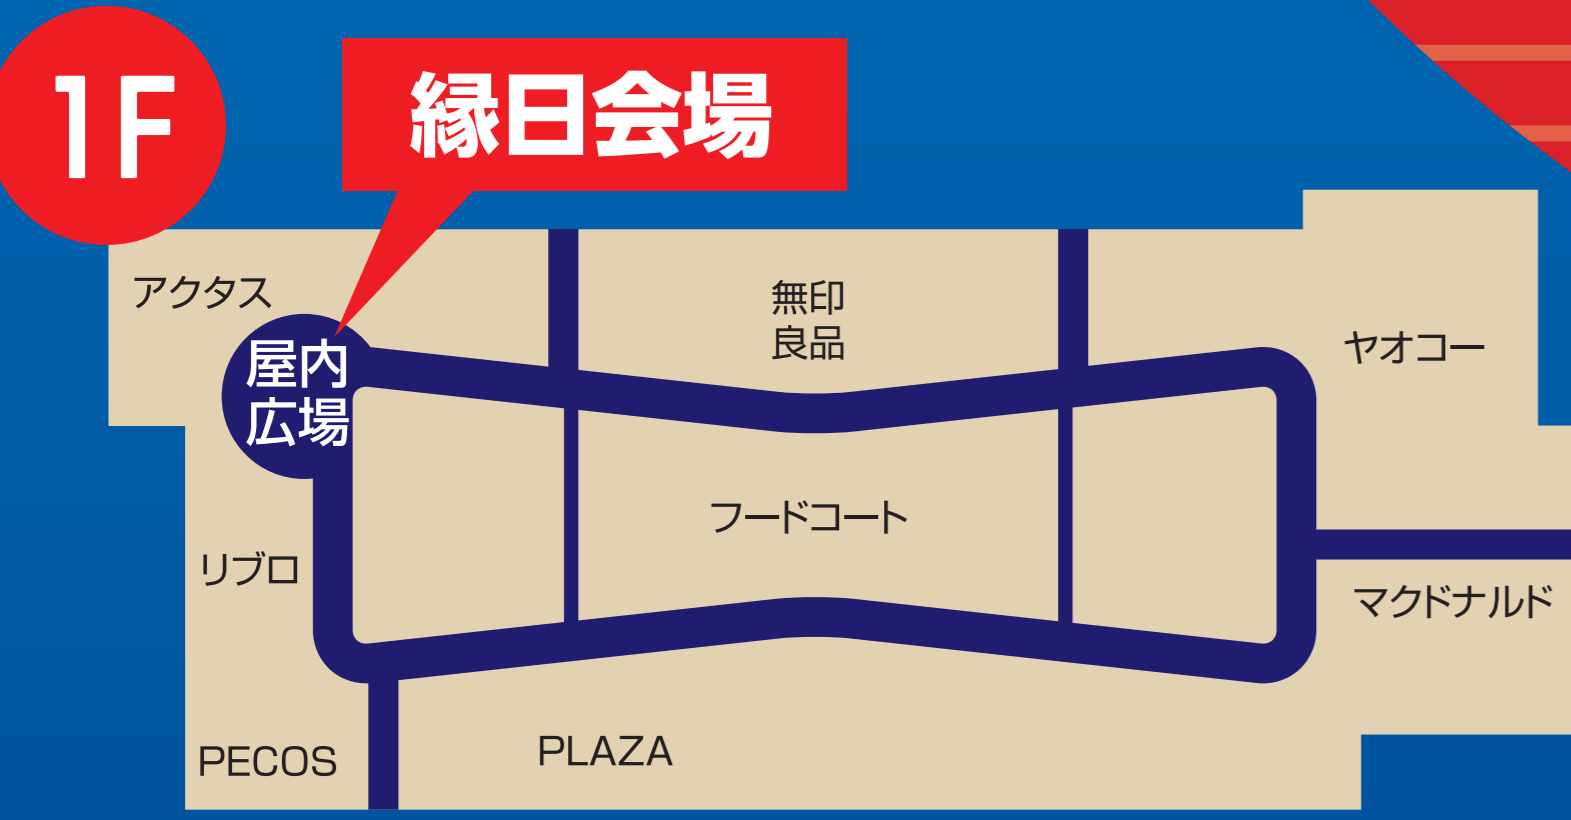 1F
縁日会場
アクタス
無印
良品
ヤオコー
屋内
広場
フードコート
リブロ
マクドナルド
PECOS
PLAZA